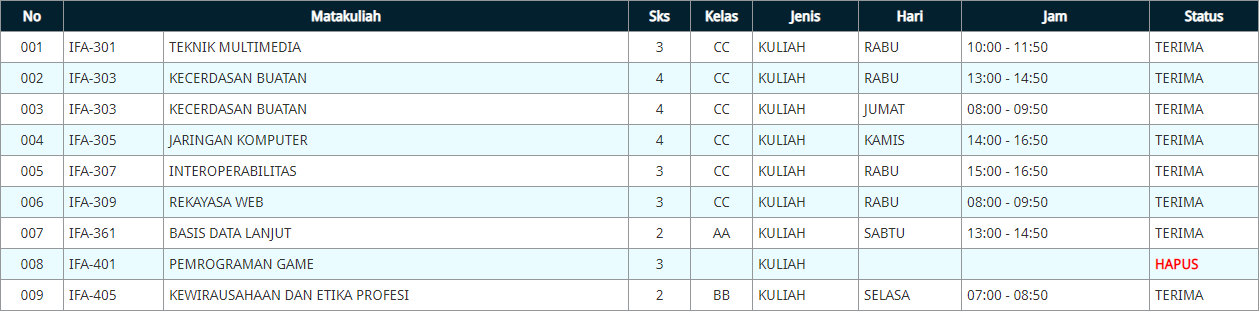 No Matakuliah Sks Kelas Jenis Hari Jam Status
001 IFA-301 TEKNIK MULTIMEDIA 3 CC KULIAH RABU 10:00 - 11:50 TERIMA
002 IFA-303 KECERDASAN BUATAN 4 CC KULIAH RABU 13:00 - 14:50 TERIMA
003 IFA-303 KECERDASAN BUATAN 4 CC KULIAH JUMAT 08:00 - 09:50 TERIMA
004 IFA-305 JARINGAN KOMPUTER 4 CC KULIAH KAMIS 14:00 - 16:50 TERIMA
005 IFA-307 INTEROPERABILITAS 3 CC KULIAH RABU 15:00 - 16:50 TERIMA
006 IFA-309 REKAYASA WEB 3 CC KULIAH RABU 08:00 - 09:50 TERIMA
007 IFA-361 BASIS DATA LANJUT 2 AA KULIAH SABTU 13:00 - 14:50 TERIMA
008 IFA-401 PEMROGRAMAN GAME 3 KULIAH HAPUS
009 IFA-405 KEWIRAUSAHAAN DAN ETIKA PROFESI 2 BB KULIAH SELASA 07:00 - 08:50 TERIMA